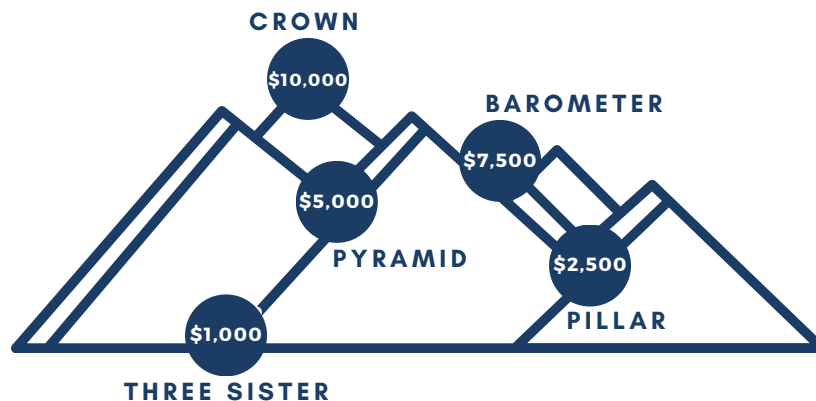 CROWN
$10,000
BAROMETER
$7,500
$5,000
PYRAMID
$2,500
PILLAR
$1,000
THREE SISTER